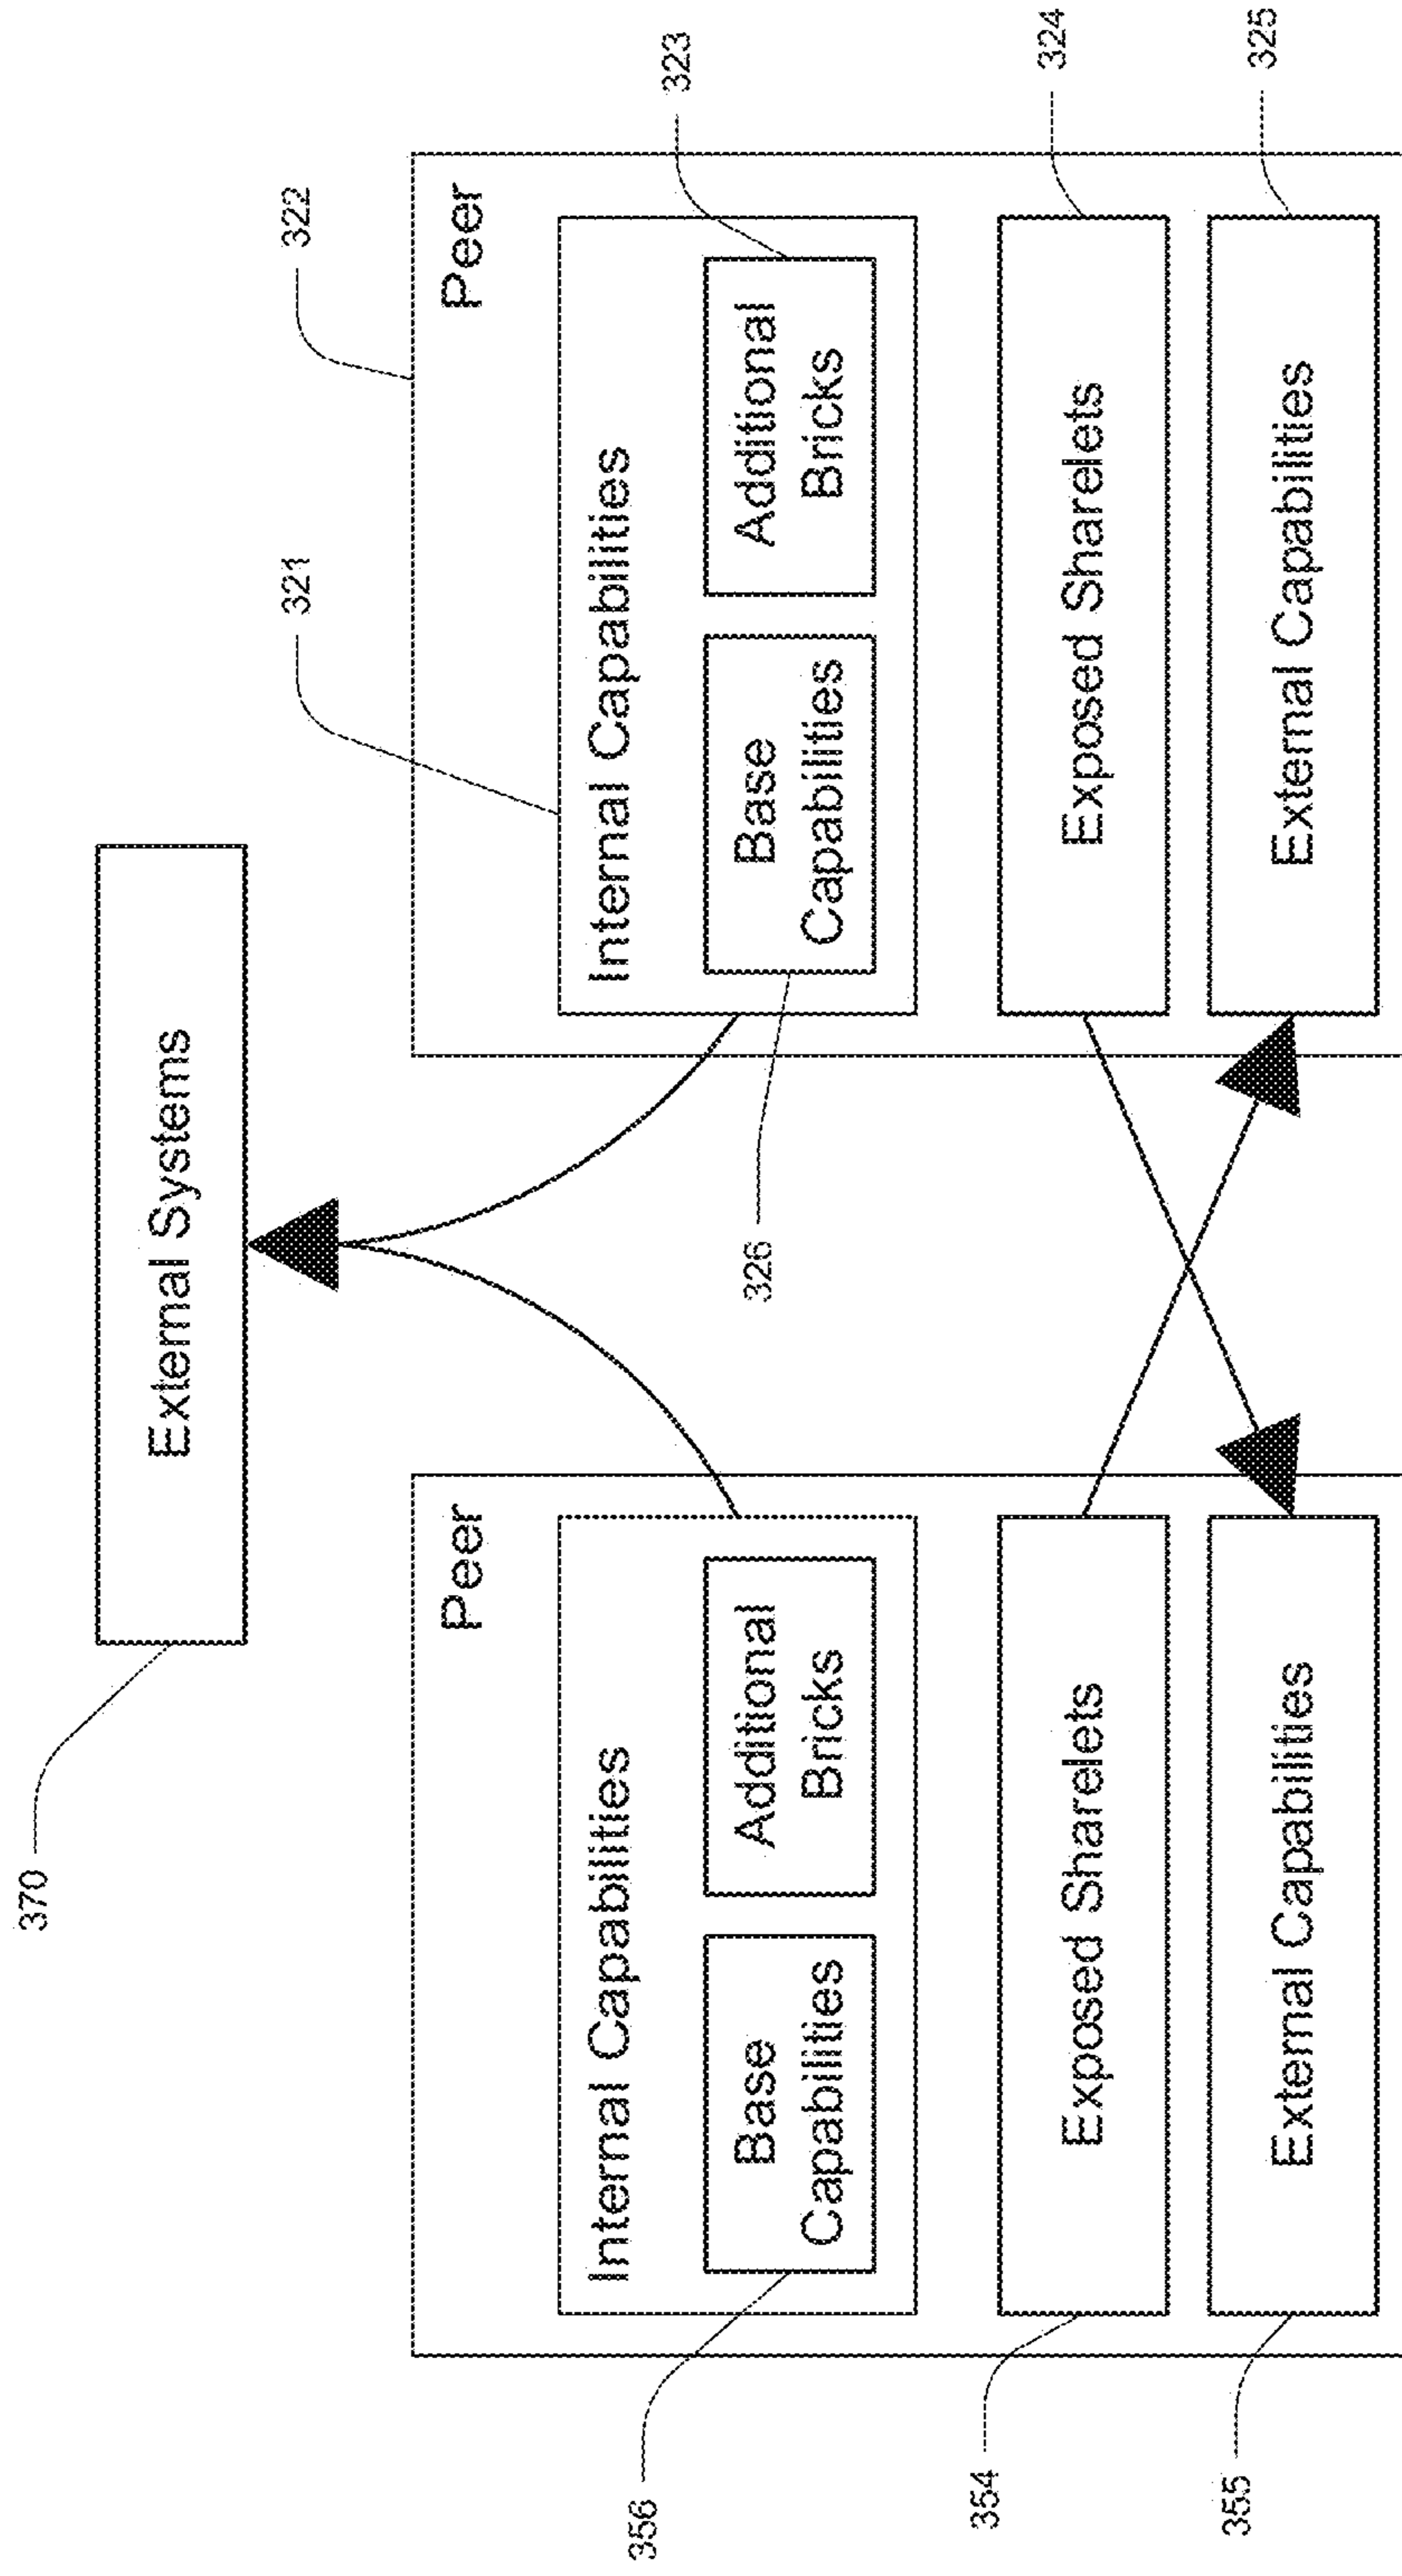 370
External Systems
321
322
Peer
Internal Capabilities
Base
Capabilities
Additional
Bricks
323
326
Exposed Sharelets
324
External Capabilities
325
Peer
Internal Capabilities
Base
Capabilities
Additional
Bricks
356
Exposed Sharelets
354
External Capabilities
355